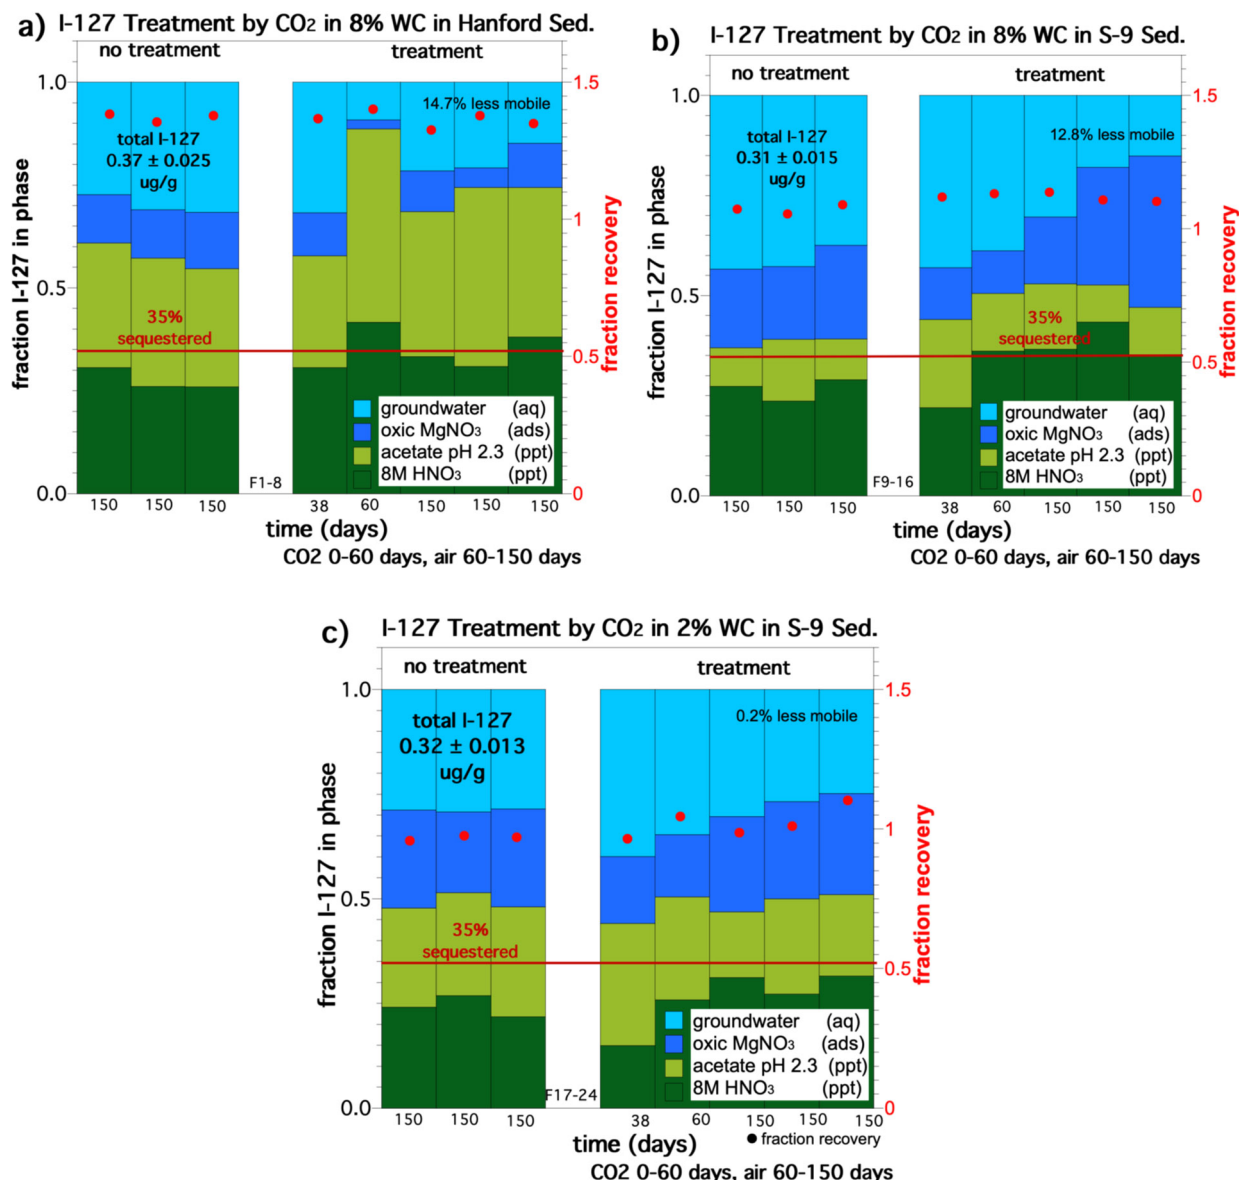 a) I-127 Treatment by CO2 in 8% WC in Hanford Sed.
no treatment
treatment
1.0
0.5
0.0
fraction I-127 in phase
total I-127
0.37 ± 0.025
ug/g
14.7% less mobile
35%
sequestered
groundwater (aq)
oxic MgNO3 (ads)
acetate pH 2.3 (ppt)
8M HNO3 (ppt)
1.5
1
0.5
0
fraction recovery
F1-8
150 150 150 38 60 150 150 150
time (days)
CO2 0-60 days, air 60-150 days
b) I-127 Treatment by CO2 in 8% WC in S-9 Sed.
no treatment
treatment
1.0
0.5
0.0
fraction I-127 in phase
total I-127
0.31 ± 0.015
ug/g
12.8% less mobile
35%
sequestered
groundwater (aq)
oxic MgNO3 (ads)
acetate pH 2.3 (ppt)
8M HNO3 (ppt)
1.5
1
0.5
0
fraction recovery
F9-16
150 150 150 38 60 150 150 150
time (days)
CO2 0-60 days, air 60-150 days
c) I-127 Treatment by CO2 in 2% WC in S-9 Sed.
no treatment
treatment
1.0
0.5
0.0
fraction I-127 in phase
total I-127
0.32 ± 0.013
ug/g
0.2% less mobile
35%
sequestered
groundwater (aq)
oxic MgNO3 (ads)
acetate pH 2.3 (ppt)
8M HNO3 (ppt)
1.5
1
0.5
0
fraction recovery
F17-24
150 150 150 38 60 150 150 150
time (days)
fraction recovery
CO2 0-60 days, air 60-150 days